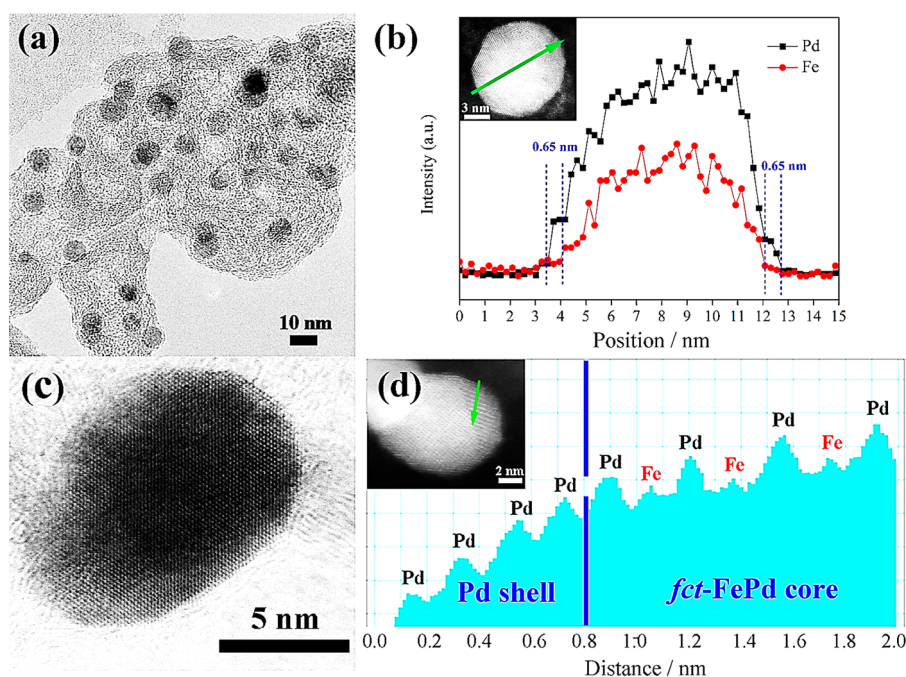 (a)
10 nm
(b)
3 nm
Pd
Fe
0.65 nm
0.65 nm
Intensity (a.u.)
0 1 2 3 4 5 6 7 8 9 10 11 12 13 14 15
Position / nm
(c)
5 nm
(d)
2 nm
Pd
Pd
Pd
Pd
Pd
Fe
Pd
Fe
Pd
Fe
Pd
Pd shell
fct-FePd core
0.0 0.2 0.4 0.6 0.8 1.0 1.2 1.4 1.6 1.8 2.0
Distance / nm